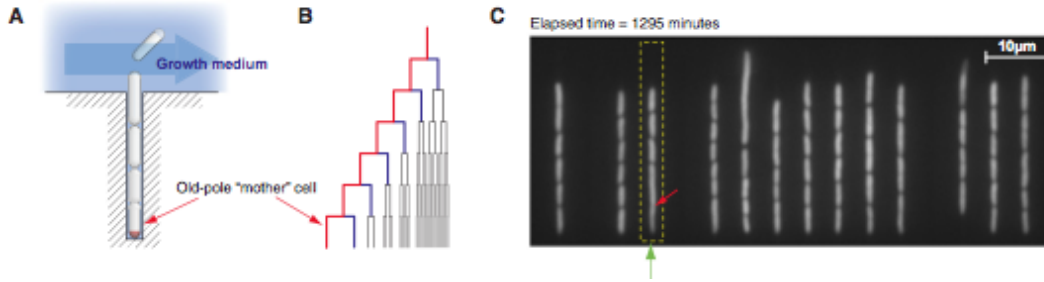 A
B
C
Elapsed time = 1295 minutes
10µm
Growth medium
Old-pole "mother" cell